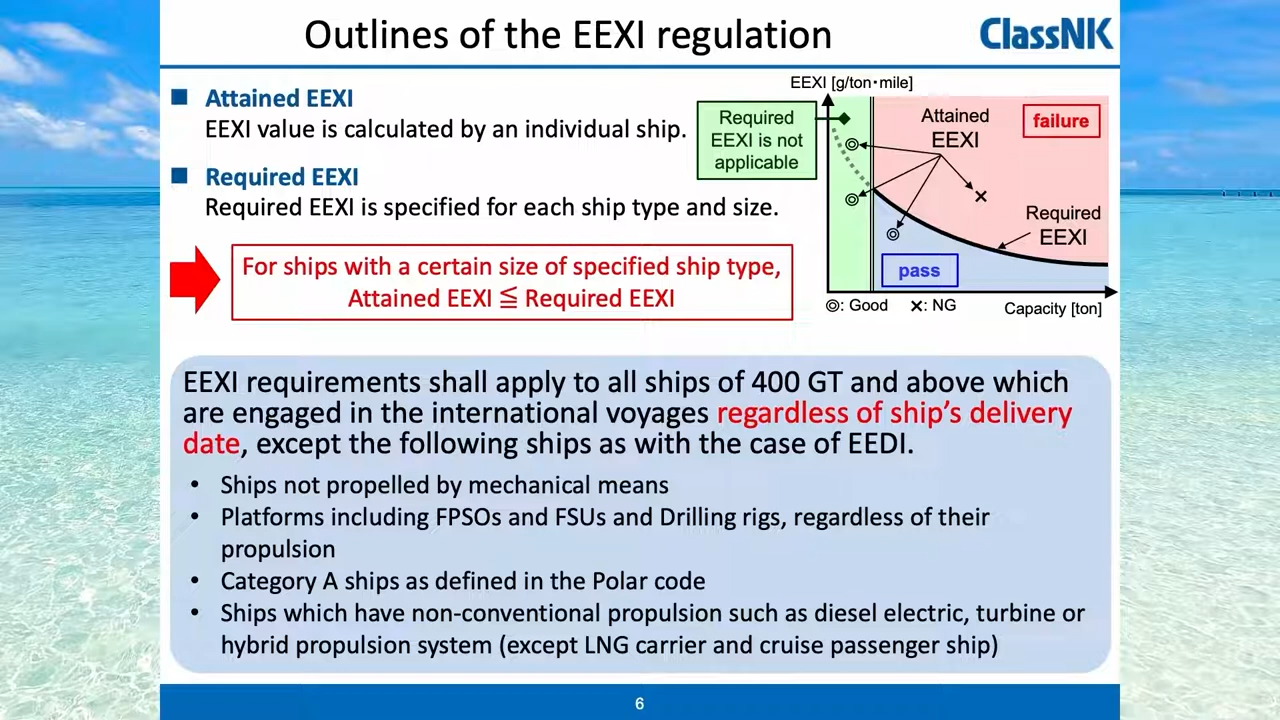 Outlines of the EEXI regulation
ClassNK
Attained EEXI
EEXI value is calculated by an individual ship.
Required EEXI
Required EEXI is specified for each ship type and size.
For ships with a certain size of specified ship type,
Attained EEXI ≦ Required EEXI
EEXI [g/ton・mile]
Required
EEXI is not
applicable
Attained
EEXI
failure
Required
EEXI
pass
◎: Good ×: NG
Capacity [ton]
EEXI requirements shall apply to all ships of 400 GT and above which
are engaged in the international voyages regardless of ship’s delivery
date, except the following ships as with the case of EEDI.
• Ships not propelled by mechanical means
• Platforms including FPSOs and FSUs and Drilling rigs, regardless of their
propulsion
• Category A ships as defined in the Polar code
• Ships which have non-conventional propulsion such as diesel electric, turbine or
hybrid propulsion system (except LNG carrier and cruise passenger ship)
6